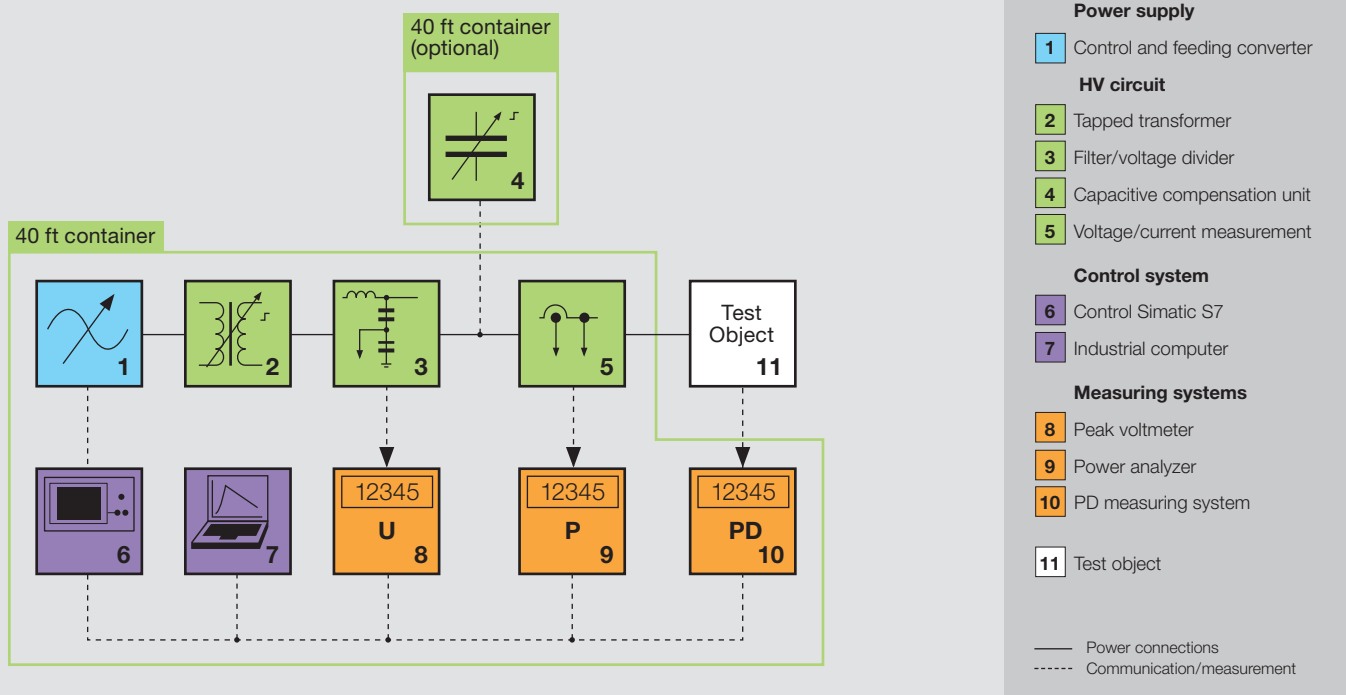 40 ft container
(optional)
4
40 ft container
1
2
3
5
Test
Object
11
6
7
12345
U
8
12345
P
9
12345
PD
10
Power supply
1 Control and feeding converter
HV circuit
2 Tapped transformer
3 Filter/voltage divider
4 Capacitive compensation unit
5 Voltage/current measurement
Control system
6 Control Simatic S7
7 Industrial computer
Measuring systems
8 Peak voltmeter
9 Power analyzer
10 PD measuring system
11 Test object
Power connections
Communication/measurement